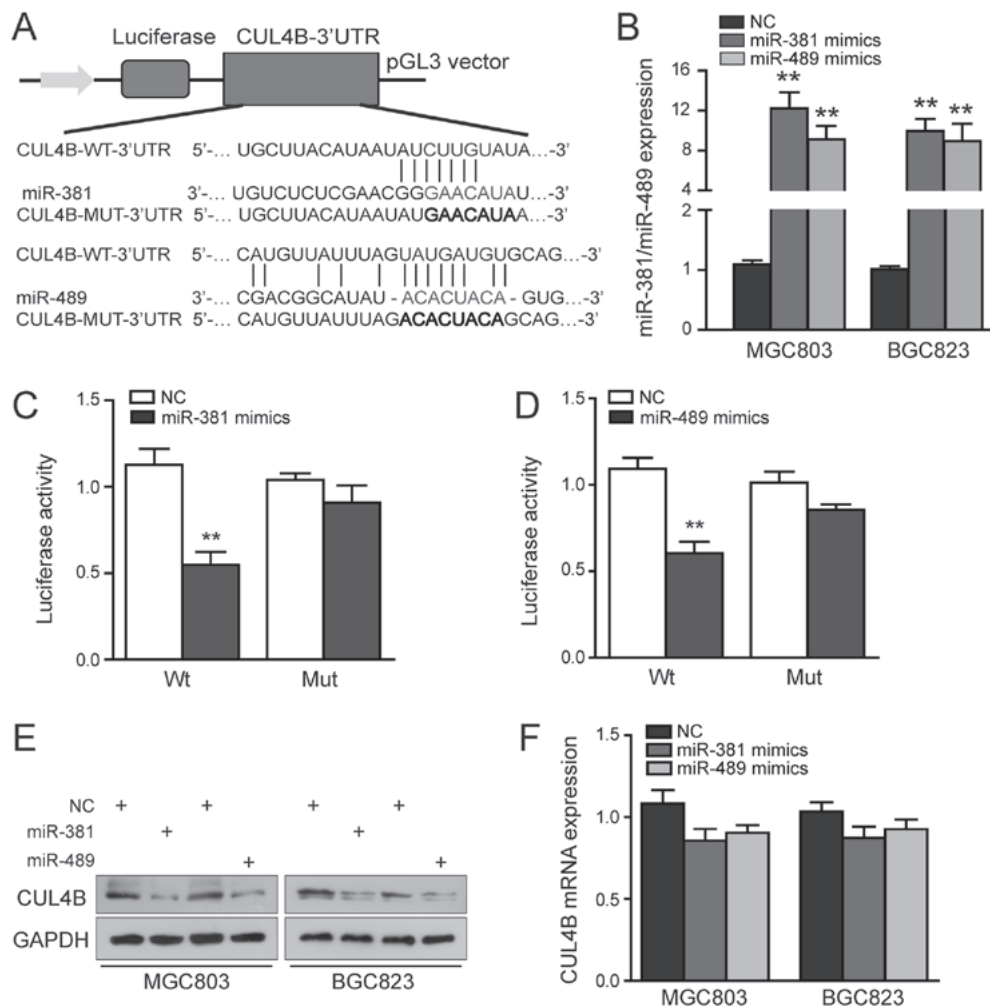 A
Luciferase CUL4B-3'UTR
pGL3 vector
CUL4B-WT-3'UTR 5'-... UGCUUACAUAAUAUCUUGUAUA...-3'
miR-381 3'- UGUCUCUCGAACGGGAACAUAU...-3'
CUL4B-MUT-3'UTR 5'-... UGCUUACAUAAUAUGAACAUAA...-3'
CUL4B-WT-3'UTR 5'-... CAUGUUAUUUAGUAUGAUGUGCAG...-3'
miR-489 3'-... CGACGGCAUAU - ACACUACA - GUG...-3'
CUL4B-MUT-3'UTR 5'-... CAUGUUAUUUAGACACUACAGCAG...-3'
B
NC
miR-381 mimics
miR-489 mimics
miR-381/miR-489 expression
16
12
8
4
2
1
0
** ** ** **
MGC803 BGC823
C
NC
miR-381 mimics
Luciferase activity
1.5
1.0
0.5
0.0
**
Wt Mut
D
NC
miR-489 mimics
Luciferase activity
1.5
1.0
0.5
0.0
**
Wt Mut
E
NC + + + +
miR-381 + +
miR-489 + +
CUL4B
GAPDH
MGC803 BGC823
F
NC
miR-381 mimics
miR-489 mimics
CUL4B mRNA expression
1.5
1.0
0.5
0.0
MGC803 BGC823